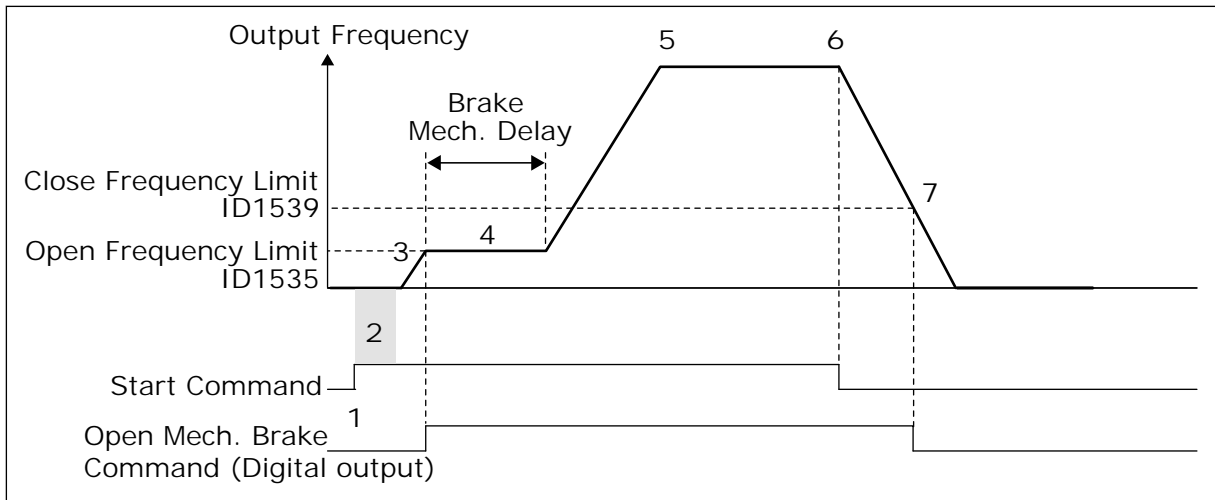 Output Frequency
5
6
Brake
Mech. Delay
Close Frequency Limit
ID1539
7
Open Frequency Limit
ID1535
3
4
2
Start Command
1
Open Mech. Brake
Command (Digital output)